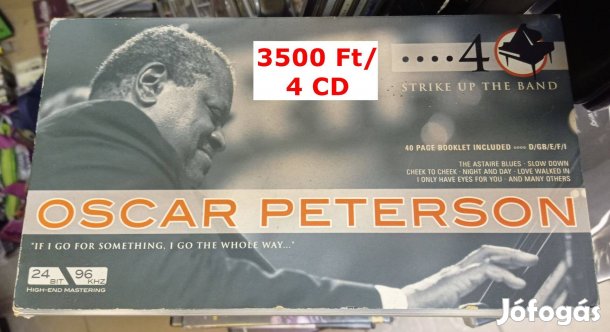 3500 Ft/
4 CD
....4
STRIKE UP THE BAND
40 PAGE BOOKLET INCLUDED .... D/GB/E/F/I
THE ASTAIRE BLUES · SLOW DOWN
CHEEK TO CHEEK · NIGHT AND DAY · LOVE WALKED IN
I ONLY HAVE EYES FOR YOU · AND MANY OTHERS
OSCAR PETERSON
"IF I GO FOR SOMETHING, I GO THE WHOLE WAY..."
24 BIT \ 96 KHZ
HIGH-END MASTERING
Jófogás